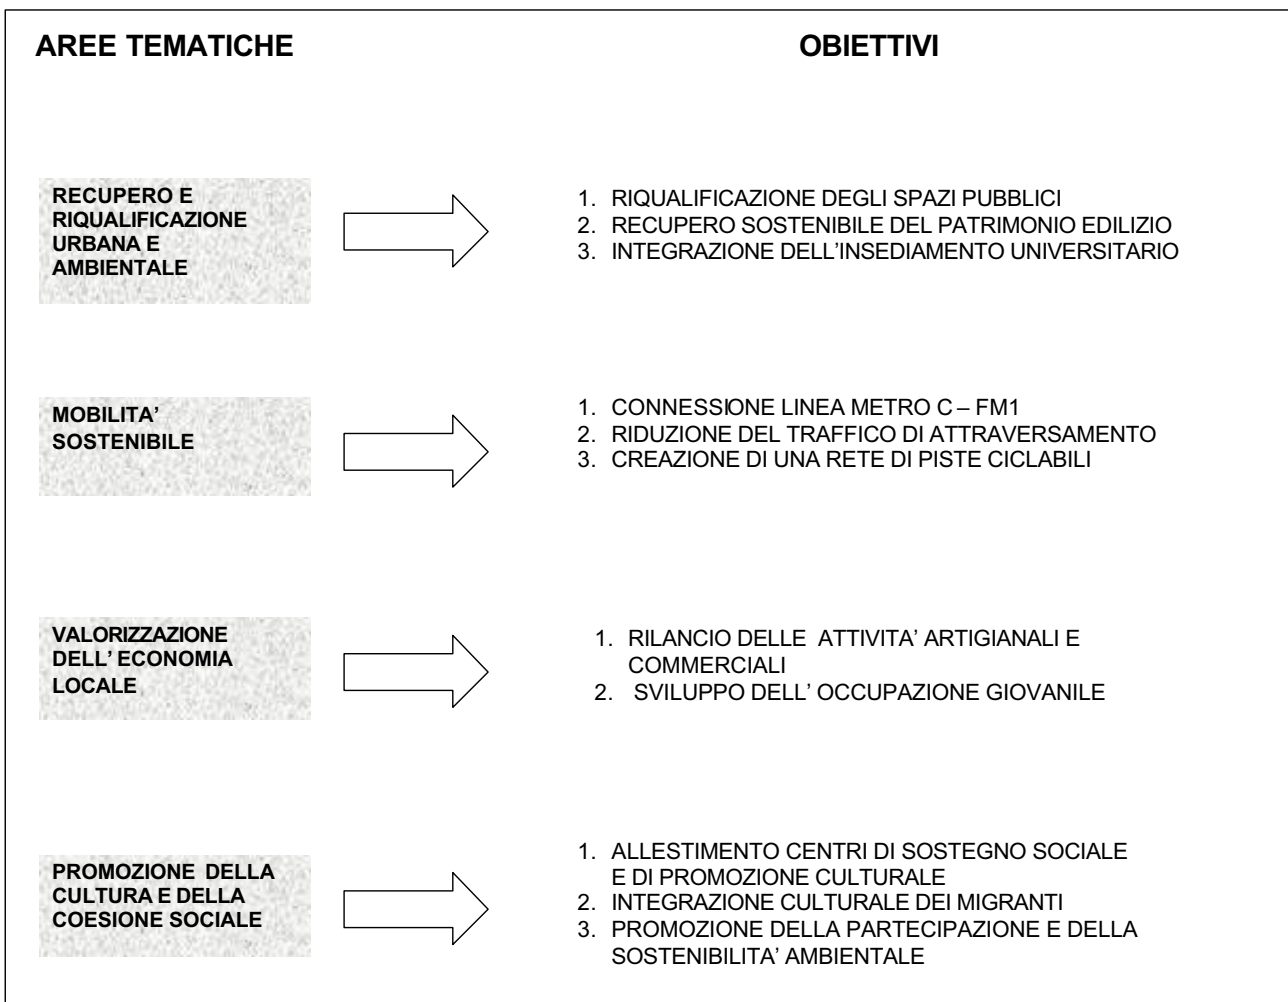 AREE TEMATICHE
OBIETTIVI
RECUPERO E
RIQUALIFICAZIONE
URBANA E
AMBIENTALE
1. RIQUALIFICAZIONE DEGLI SPAZI PUBBLICI
2. RECUPERO SOSTENIBILE DEL PATRIMONIO EDILIZIO
3. INTEGRAZIONE DELL’INSEDIAMENTO UNIVERSITARIO
MOBILITA’
SOSTENIBILE
1. CONNESSIONE LINEA METRO C – FM1
2. RIDUZIONE DEL TRAFFICO DI ATTRAVERSAMENTO
3. CREAZIONE DI UNA RETE DI PISTE CICLABILI
VALORIZZAZIONE
DELL’ ECONOMIA
LOCALE
1. RILANCIO DELLE ATTIVITA’ ARTIGIANALI E
COMMERCIALI
2. SVILUPPO DELL’ OCCUPAZIONE GIOVANILE
PROMOZIONE DELLA
CULTURA E DELLA
COESIONE SOCIALE
1. ALLESTIMENTO CENTRI DI SOSTEGNO SOCIALE
E DI PROMOZIONE CULTURALE
2. INTEGRAZIONE CULTURALE DEI MIGRANTI
3. PROMOZIONE DELLA PARTECIPAZIONE E DELLA
SOSTENIBILITA’ AMBIENTALE